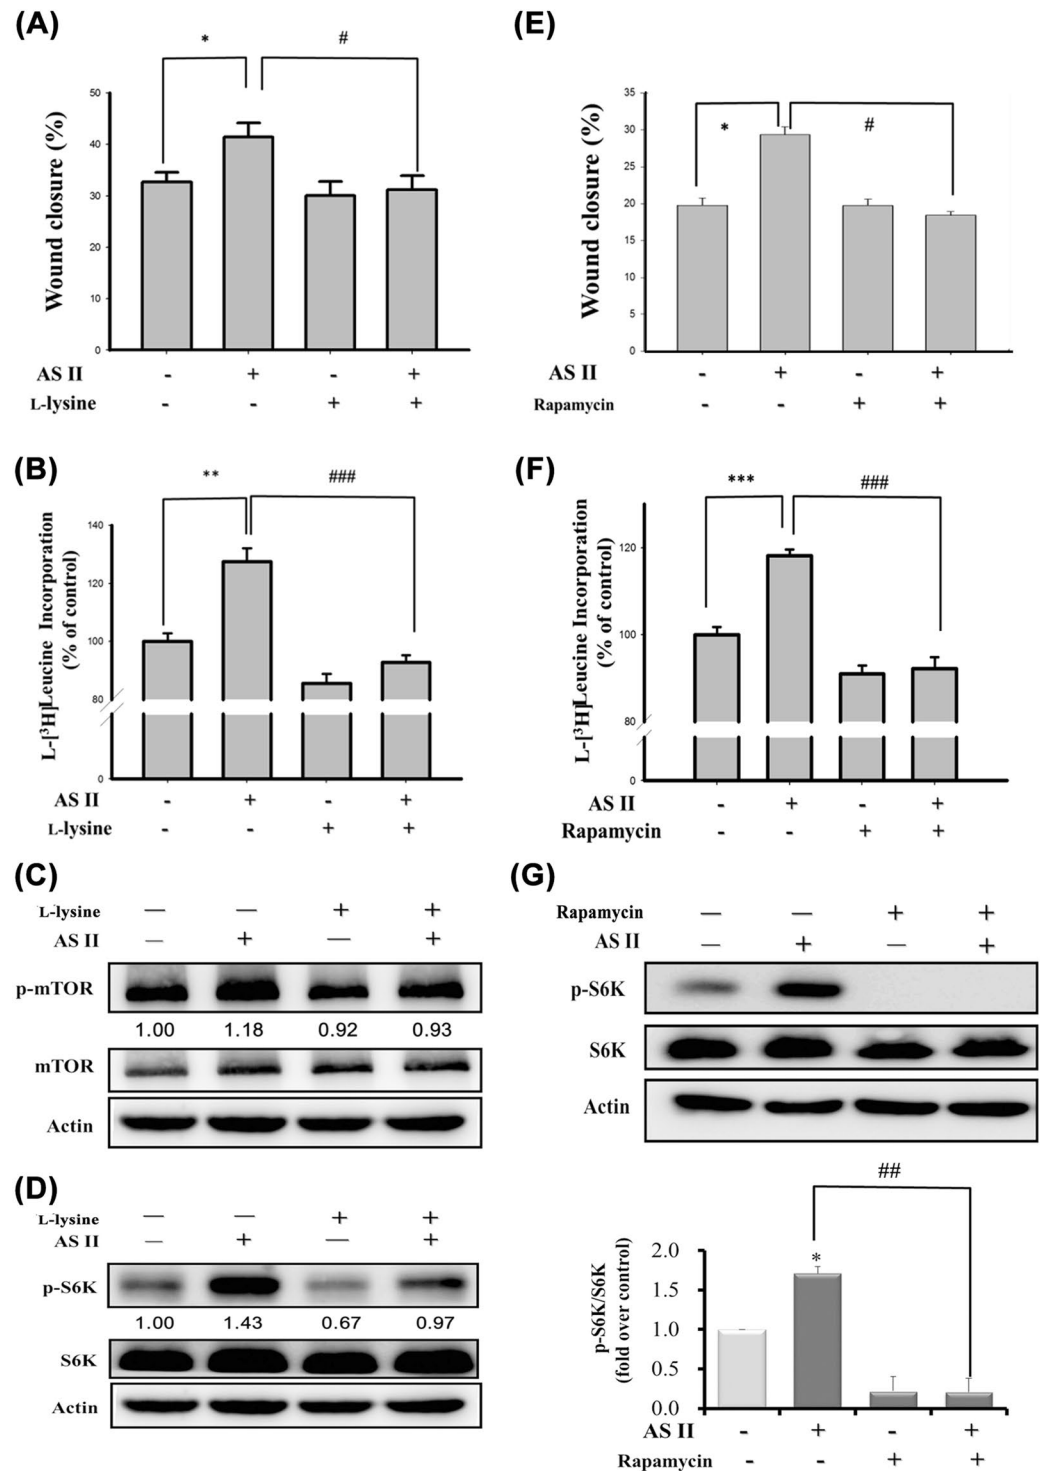 (A)
* #
Wound closure (%)
50
40
30
20
10
0
AS II - + - +
L-lysine - - + +
(B)
** ###
L-[³H]Leucine Incorporation
(% of control)
140
120
100
80
0
AS II - + - +
L-lysine - - + +
(C)
L-lysine — — + +
AS II — + — +
p-mTOR
1.00 1.18 0.92 0.93
mTOR
Actin
(D)
L-lysine — — + +
AS II — + — +
p-S6K
1.00 1.43 0.67 0.97
S6K
Actin
(E)
* #
Wound closure (%)
35
30
25
20
15
10
5
0
AS II - + - +
Rapamycin - - + +
(F)
*** ###
L-[³H]Leucine Incorporation
(% of control)
120
100
80
0
AS II - + - +
Rapamycin - - + +
(G)
Rapamycin — — + +
AS II — + — +
p-S6K
S6K
Actin
##
*
p-S6K/S6K
(fold over control)
2.0
1.5
1.0
0.5
0.0
AS II - + - +
Rapamycin - - + +